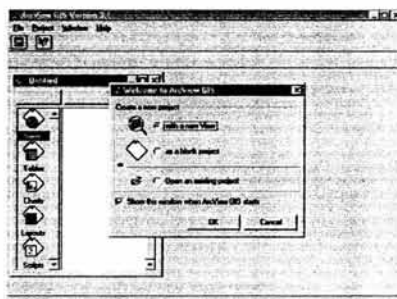 ArcView GIS Version 3.1
File Project Window Help
Untitled
Views
Tables
Charts
Layouts
Scripts
Welcome to ArcView GIS
Create a new project
with a new View
as a blank project
or
Open an existing project
Show this window when ArcView GIS starts
OK Cancel